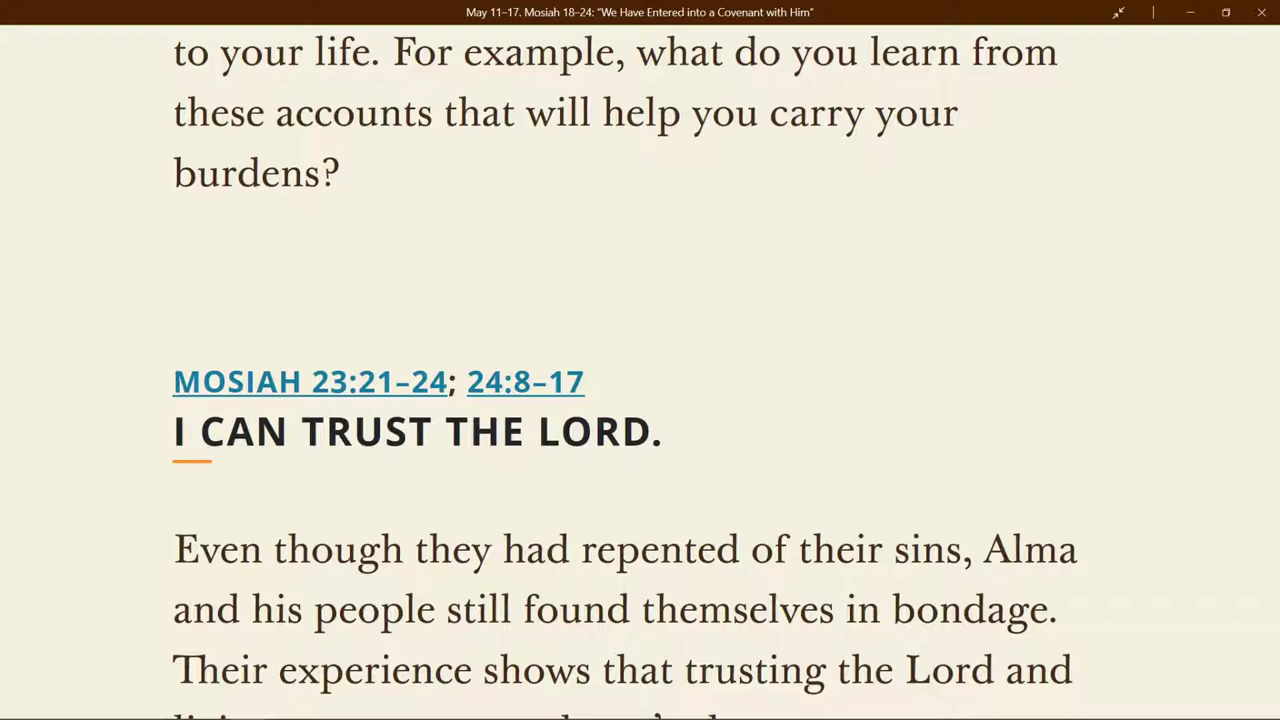 May 11–17. Mosiah 18–24: “We Have Entered into a Covenant with Him”
to your life. For example, what do you learn from
these accounts that will help you carry your
burdens?
MOSIAH 23:21–24; 24:8–17
I CAN TRUST THE LORD.
Even though they had repented of their sins, Alma
and his people still found themselves in bondage.
Their experience shows that trusting the Lord and